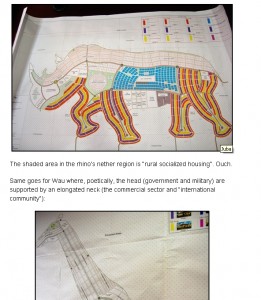 Juba
The shaded area in the rhino's nether region is "rural socialized housing". Ouch.
Same goes for Wau where, poetically, the head (government and military) are
supported by an elongated neck (the commercial sector and "international
community"):